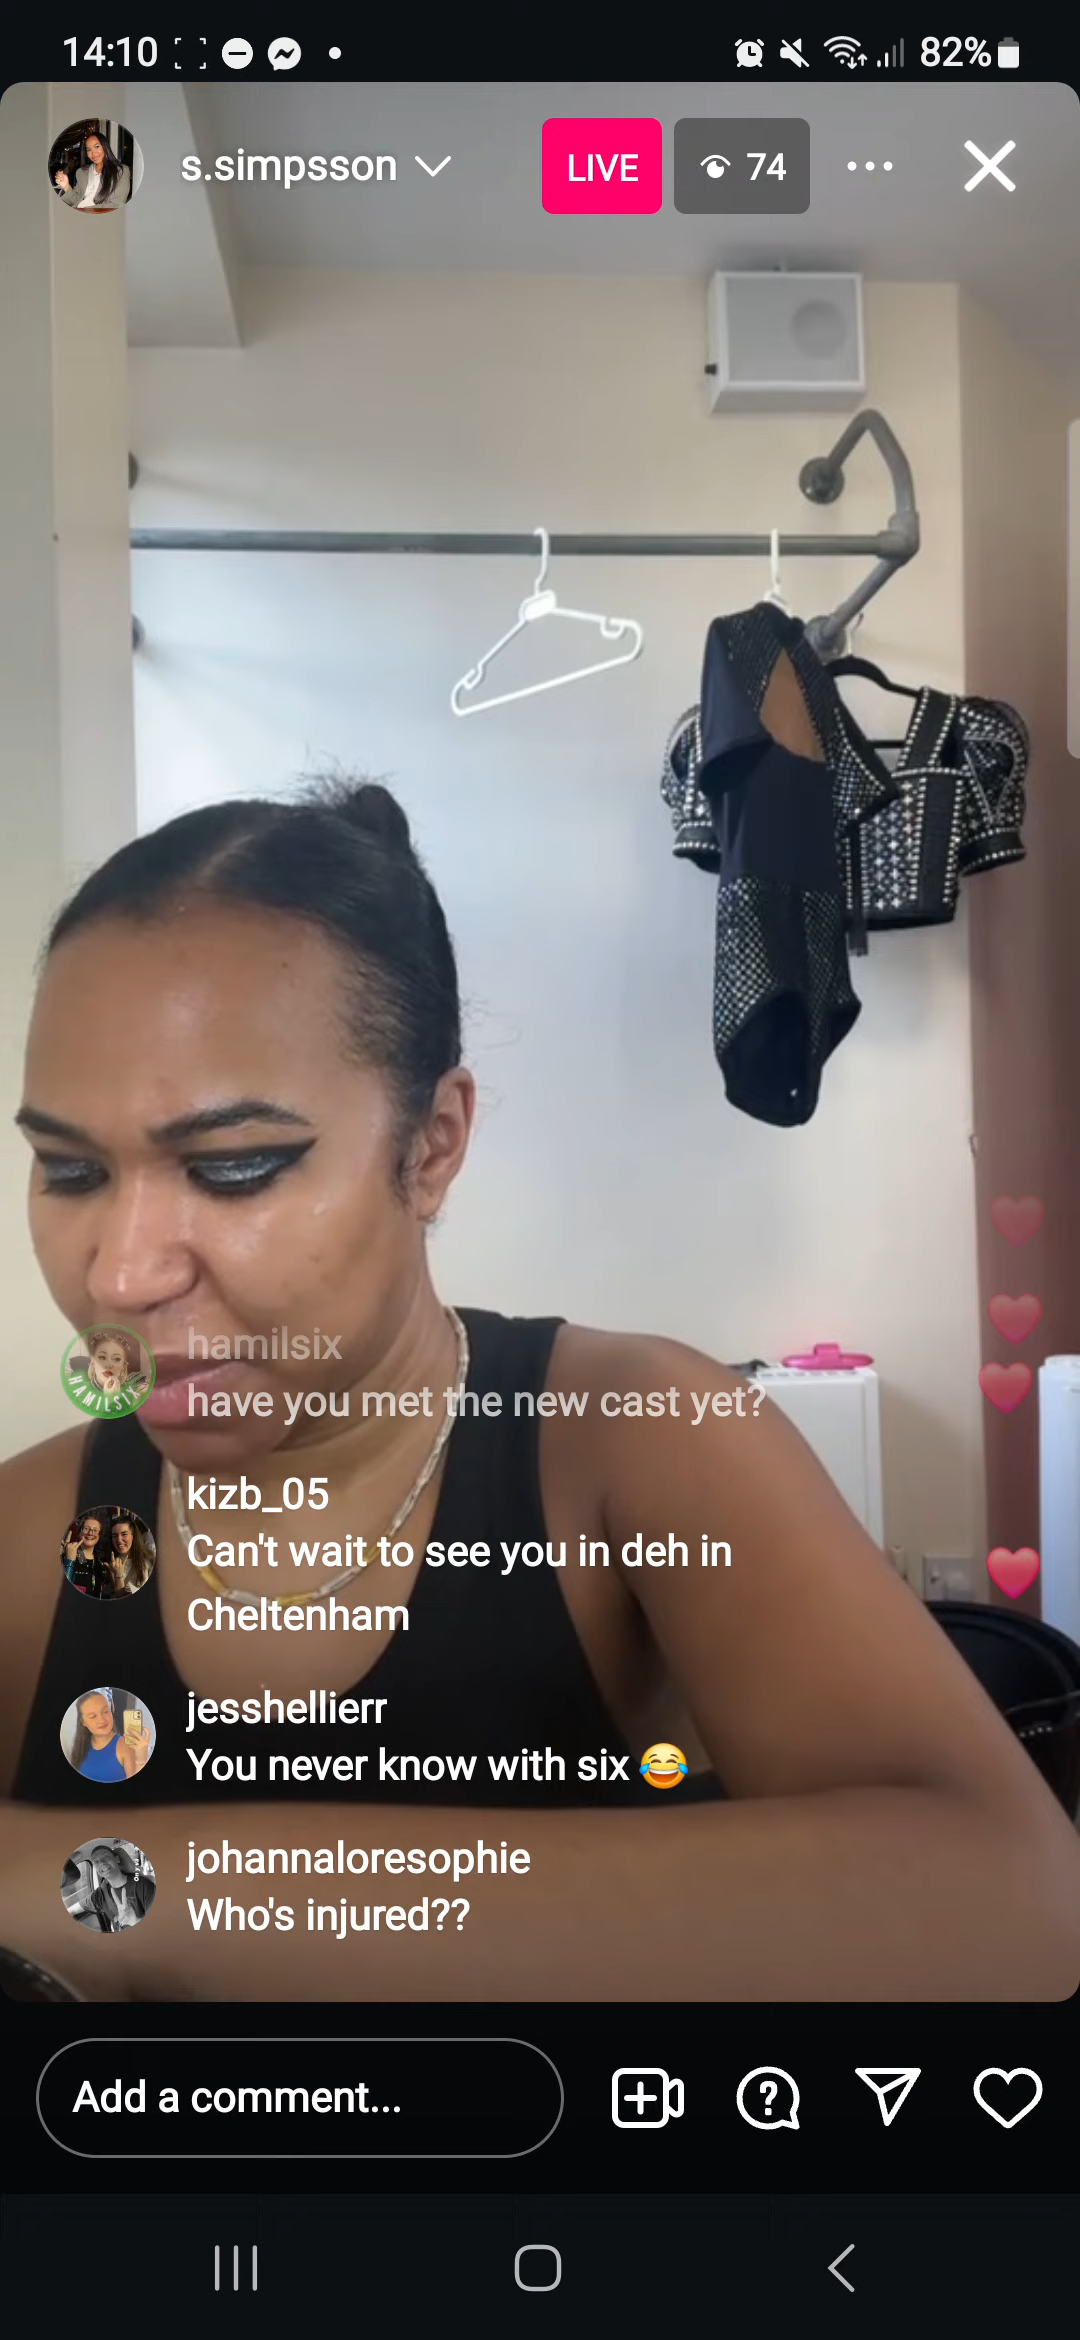 14:10
82%
s.simpsson
LIVE
74
hamilsix
have you met the new cast yet?
kizb_05
Can't wait to see you in deh in
Cheltenham
jesshellierr
You never know with six 😂
johannaloresophie
Who's injured??
Add a comment...
HAMILSIX